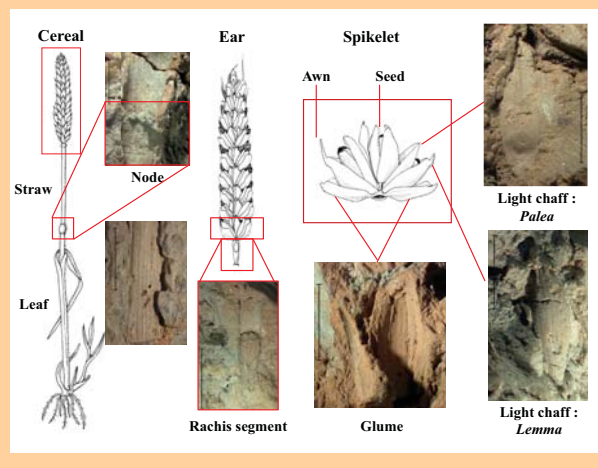 Cereal
Ear
Spikelet
Awn
Seed
Node
Straw
Light chaff :
Palea
Leaf
Rachis segment
Glume
Light chaff :
Lemma